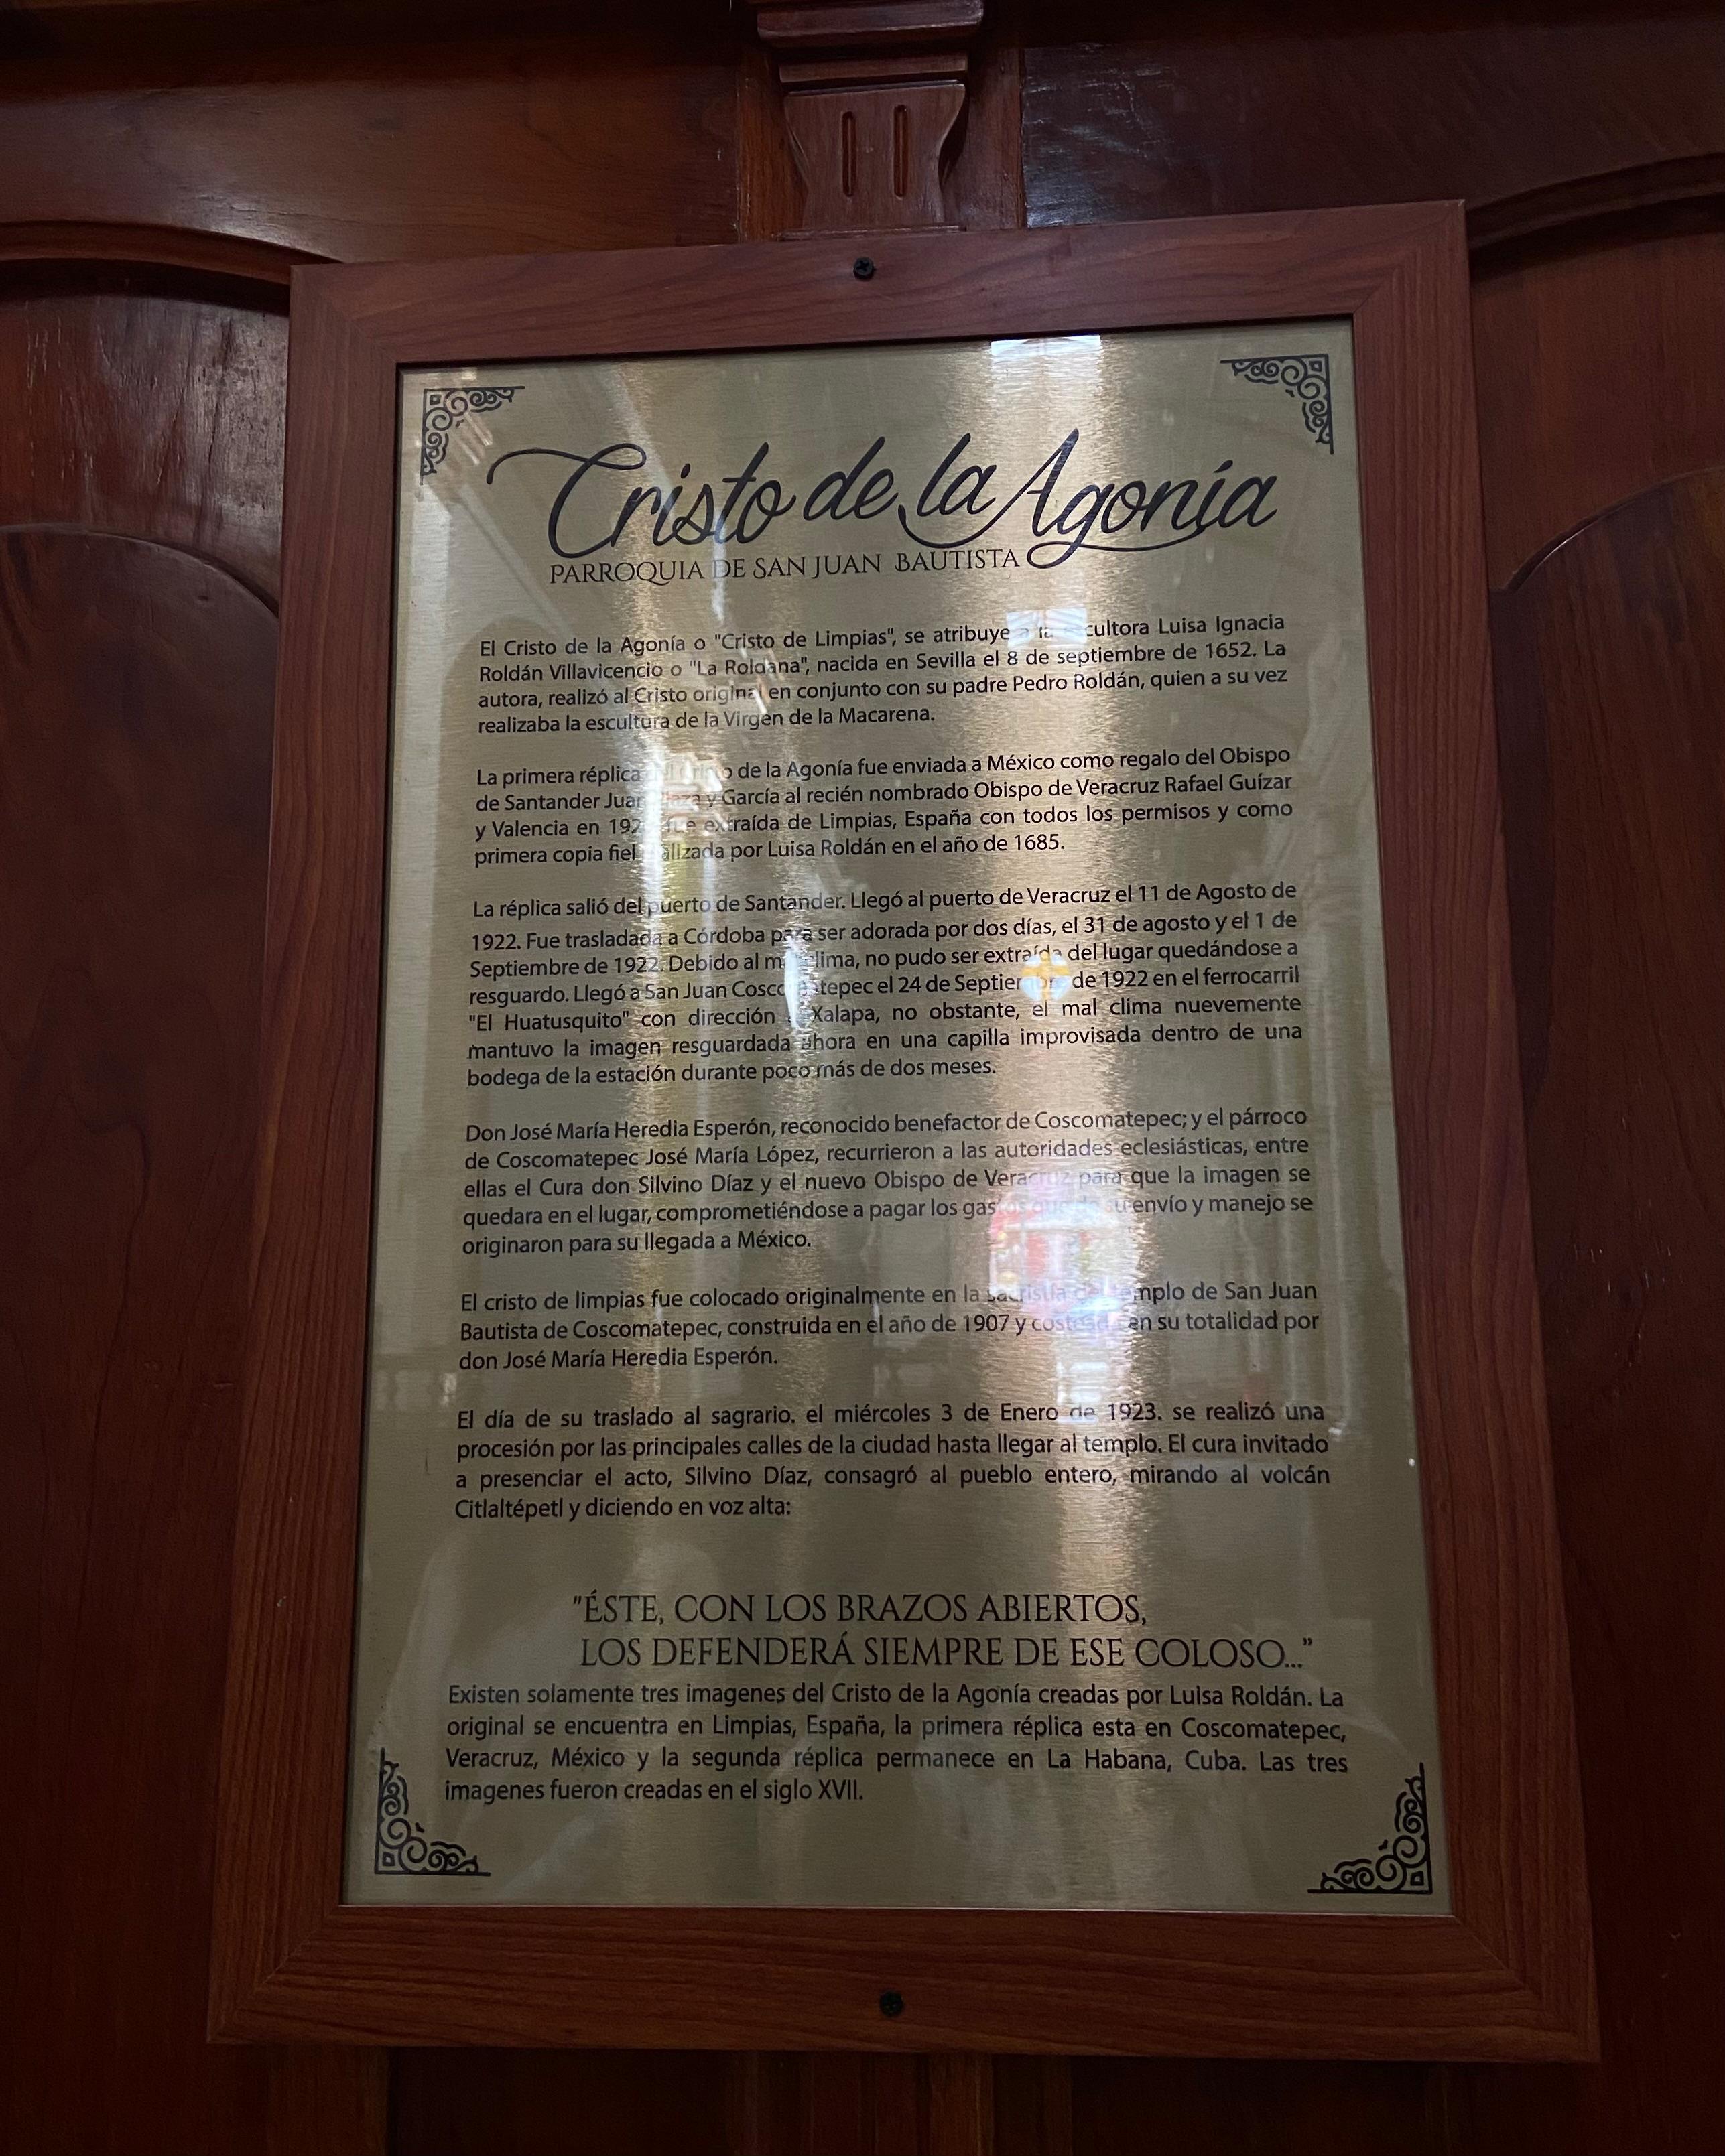 Cristo de la Agonía
PARROQUIA DE SAN JUAN BAUTISTA
El Cristo de la Agonía o "Cristo de Limpias", se atribuye a la Luisa Ignacia
Roldán Villavicencio o "La Roldana", nacida en Sevilla el 8 de septiembre de 1652. La
autora, realizó al Cristo original en conjunto con su padre Pedro Roldán, quien a su vez
realizaba la escultura de la Virgen de la Macarena.
La primera réplica de la Agonía fue enviada a México como regalo del Obispo
de Santander y García al recién nombrado Obispo de Veracruz Rafael Guízar
y Valencia en extraída de Limpias, España con todos los permisos y como
primera copia fiel por Luisa Roldán en el año de 1685.
La réplica salió del puerto de Santander. Llegó al puerto de Veracruz el 11 de Agosto de
1922. Fue trasladada a Córdoba para ser adorada por dos días, el 31 de agosto y el 1 de
Septiembre de 1922. Debido al clima, no pudo ser extraída del lugar quedándose a
resguardo. Llegó a San Juan Coscomatepec el 24 de Septiembre de 1922 en el ferrocarril
"El Huatusquito" con dirección a Xalapa, no obstante, el mal clima nuevemente
mantuvo la imagen resguardada ahora en una capilla improvisada dentro de una
bodega de la estación durante poco más de dos meses.
Don José María Heredia Esperón, reconocido benefactor de Coscomatepec; y el párroco
de Coscomatepec José María López, recurrieron a las autoridades eclesiásticas, entre
ellas el Cura don Silvino Díaz y el nuevo Obispo de Veracruz para que la imagen se
quedara en el lugar, comprometiéndose a pagar los gastos que de su envío y manejo se
originaron para su llegada a México.
El cristo de limpias fue colocado originalmente en la sacristía del templo de San Juan
Bautista de Coscomatepec, construida en el año de 1907 y en su totalidad por
don José María Heredia Esperón.
El día de su traslado al sagrario, el miércoles 3 de Enero de 1923, se realizó una
procesión por las principales calles de la ciudad hasta llegar al templo. El cura invitado
a presenciar el acto, Silvino Díaz, consagró al pueblo entero, mirando al volcán
Citlaltépetl y diciendo en voz alta:
"ÉSTE, CON LOS BRAZOS ABIERTOS,
LOS DEFENDERÁ SIEMPRE DE ESE COLOSO..."
Existen solamente tres imagenes del Cristo de la Agonía creadas por Luisa Roldán. La
original se encuentra en Limpias, España, la primera réplica esta en Coscomatepec,
Veracruz, México y la segunda réplica permanece en La Habana, Cuba. Las tres
imagenes fueron creadas en el siglo XVII.